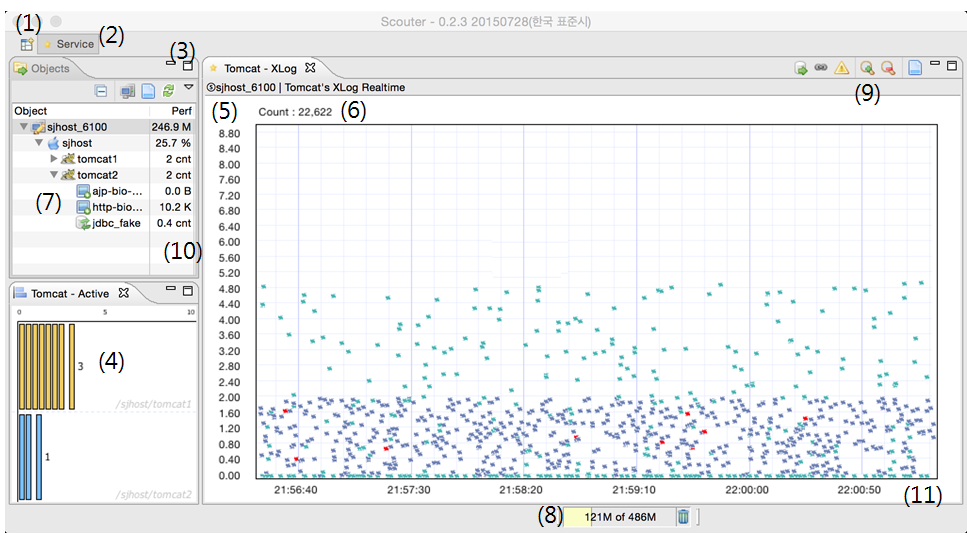 Scouter - 0.2.3 20150728(한국 표준시)
(1)
Service (2)
(3)
Objects
Object Perf
sjhost_6100 246.9 M
sjhost 25.7 %
tomcat1 2 cnt
tomcat2 2 cnt
ajp-bio-... 0.0 B
(7) http-bio... 10.2 K
jdbc_fake 0.4 cnt
(10)
Tomcat - Active
0 5 10
(4)
3
/sjhost/tomcat1
1
/sjhost/tomcat2
Tomcat - XLog
(9)
sjhost_6100 | Tomcat's XLog Realtime
(5) Count : 22,622 (6)
8.80
8.40
8.00
7.60
7.20
6.80
6.40
6.00
5.60
5.20
4.80
4.40
4.00
3.60
3.20
2.80
2.40
2.00
1.60
1.20
0.80
0.40
0.00
21:56:40 21:57:30 21:58:20 21:59:10 22:00:00 22:00:50
(11)
(8) 121M of 486M